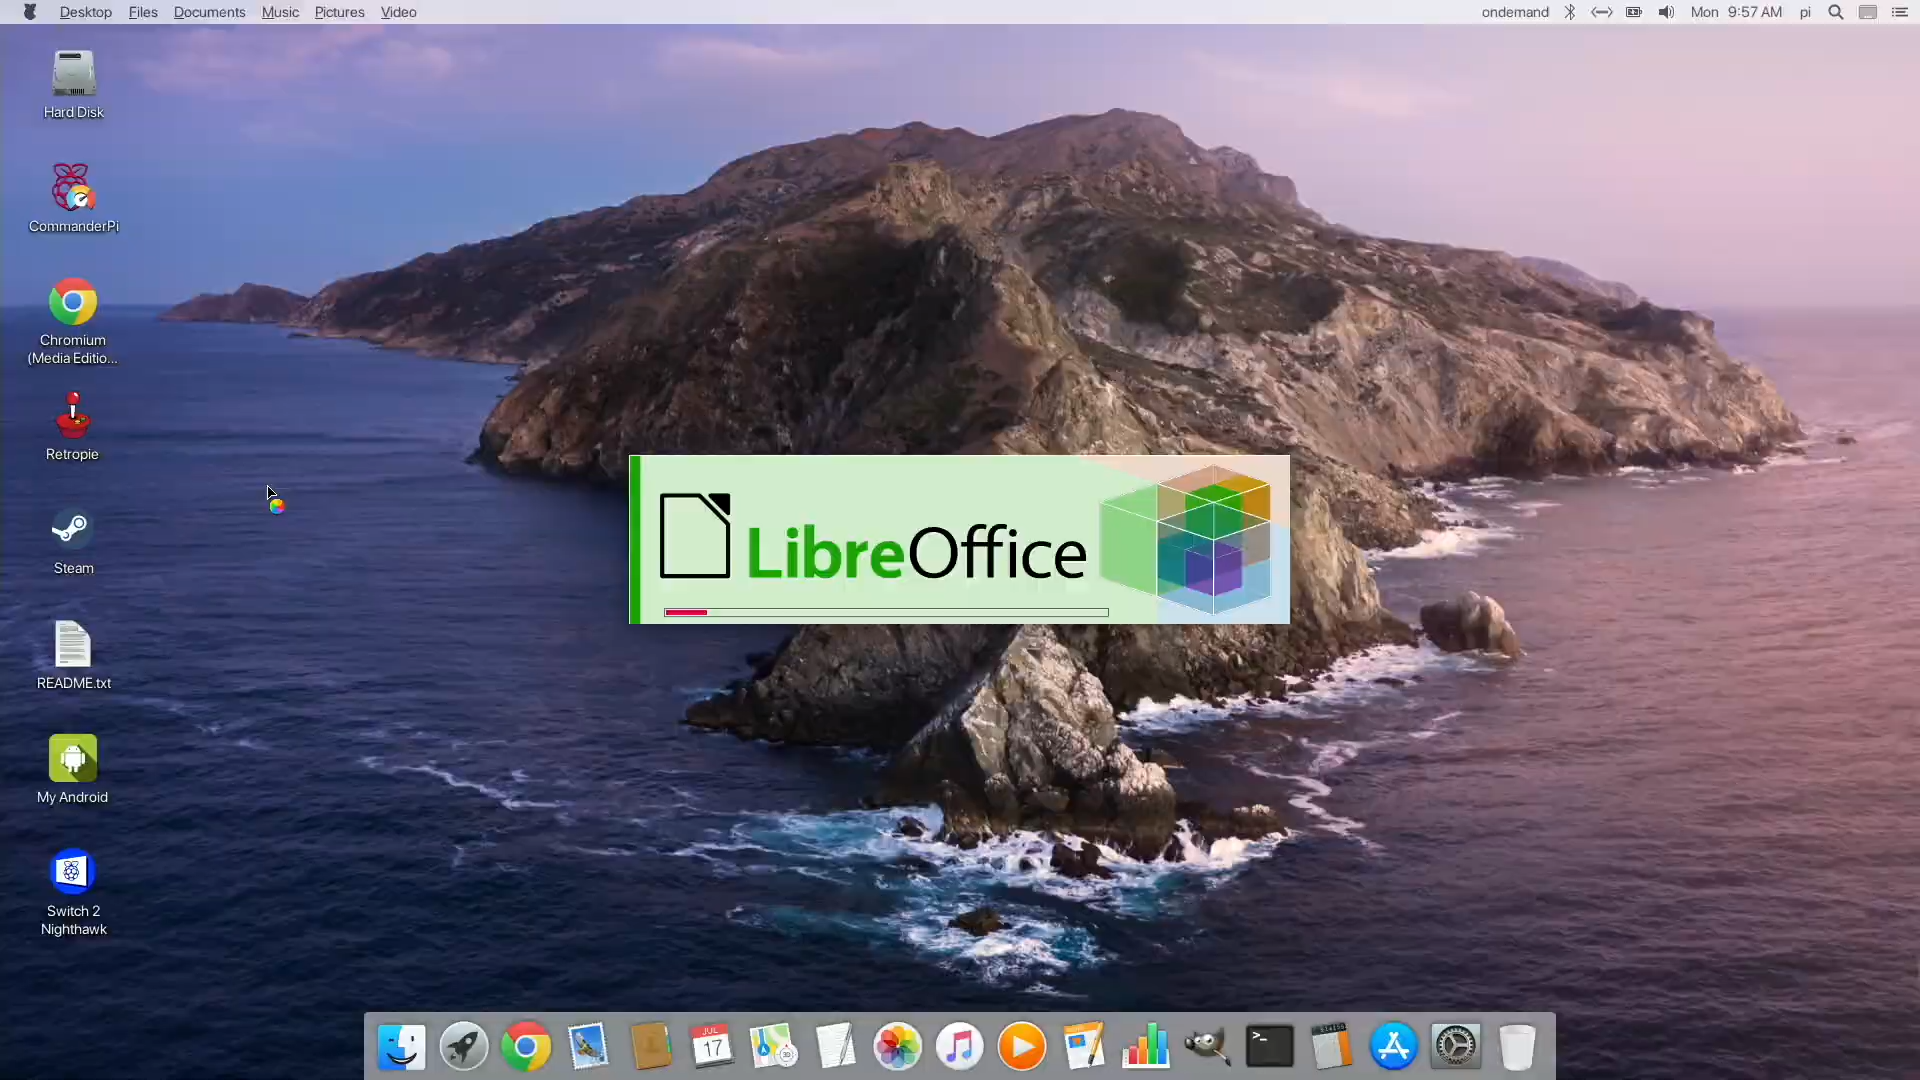 Desktop Files Documents Music Pictures Video ondemand Mon 9:57 AM pi
Hard Disk
CommanderPi
Chromium
(Media Editio...
Retropie
Steam
README.txt
My Android
Switch 2
Nighthawk
LibreOffice
JUL
17
3D
>_